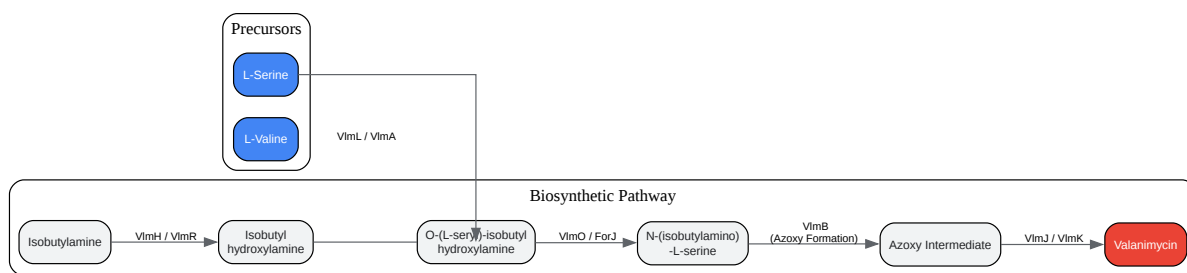 Precursors
L-Serine
L-Valine
VlmL / VlmA
Biosynthetic Pathway
Isobutylamine
VlmH / VlmR
Isobutyl
hydroxylamine
O-(L-seryl)-isobutyl
hydroxylamine
VlmO / ForJ
N-(isobutylamino)
-L-serine
VlmB
(Azoxy Formation)
Azoxy Intermediate
VlmJ / VlmK
Valanimycin